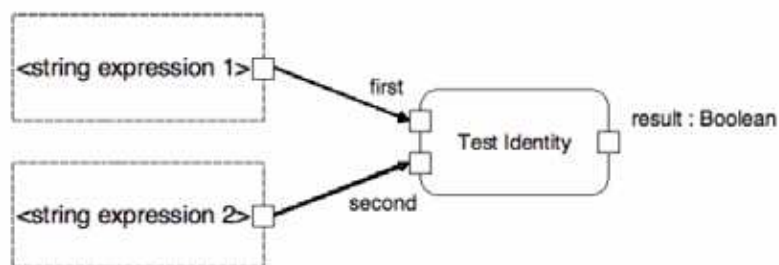 <string expression 1>
first
Test Identity
result : Boolean
<string expression 2>
second